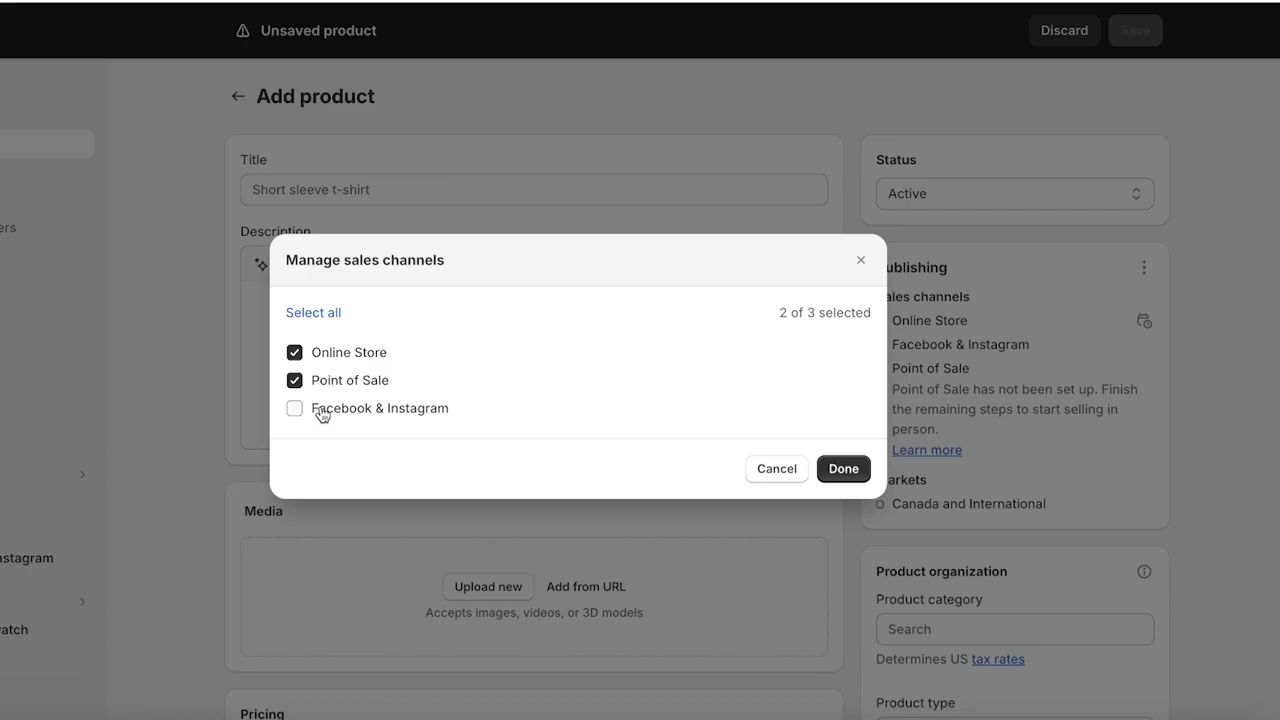 Unsaved product
Discard
Save
Add product
Title
Short sleeve t-shirt
Status
Active
ers
Description
Manage sales channels
Select all
2 of 3 selected
Online Store
Point of Sale
Facebook & Instagram
Cancel
Done
ublishing
ales channels
Online Store
Facebook & Instagram
Point of Sale
Point of Sale has not been set up. Finish
the remaining steps to start selling in
person.
Learn more
arkets
Canada and International
Media
Upload new
Add from URL
Accepts images, videos, or 3D models
nstagram
vatch
Product organization
Product category
Search
Determines US tax rates
Product type
Pricing